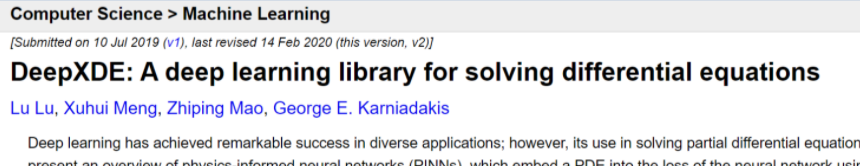 Computer Science > Machine Learning
[Submitted on 10 Jul 2019 (v1), last revised 14 Feb 2020 (this version, v2)]
DeepXDE: A deep learning library for solving differential equations
Lu Lu, Xuhui Meng, Zhiping Mao, George E. Karniadakis
Deep learning has achieved remarkable success in diverse applications; however, its use in solving partial differential equation
present an overview of physics-informed neural networks (PINNs), which embed a PDE into the loss of the neural network using